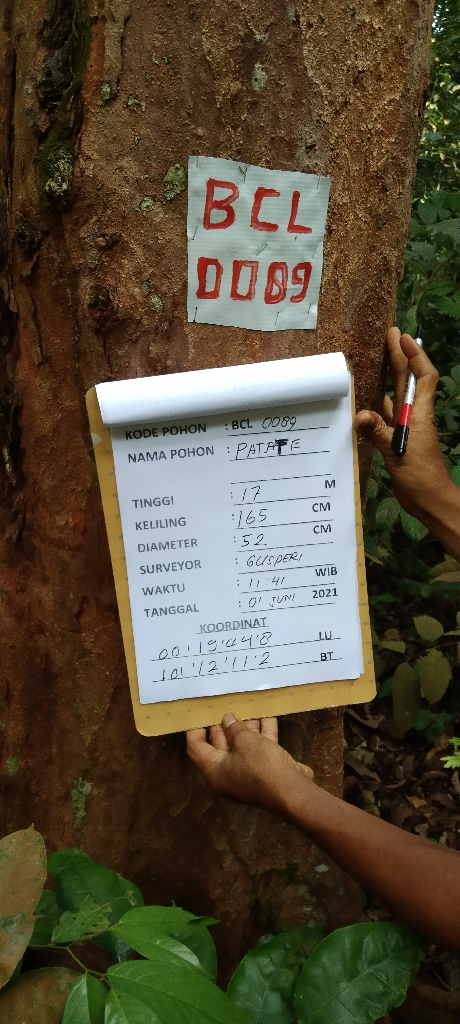 BCL
0089
KODE POHON : BCL 0089
NAMA POHON : PATATE
TINGGI : 17 M
KELILING : 165 CM
DIAMETER : 52 CM
SURVEYOR : GUSPERI
WAKTU : 11:41 WIB
TANGGAL : 01 JUNI 2021
KOORDINAT
00'19'44'8 LU
101'12'11'2 BT